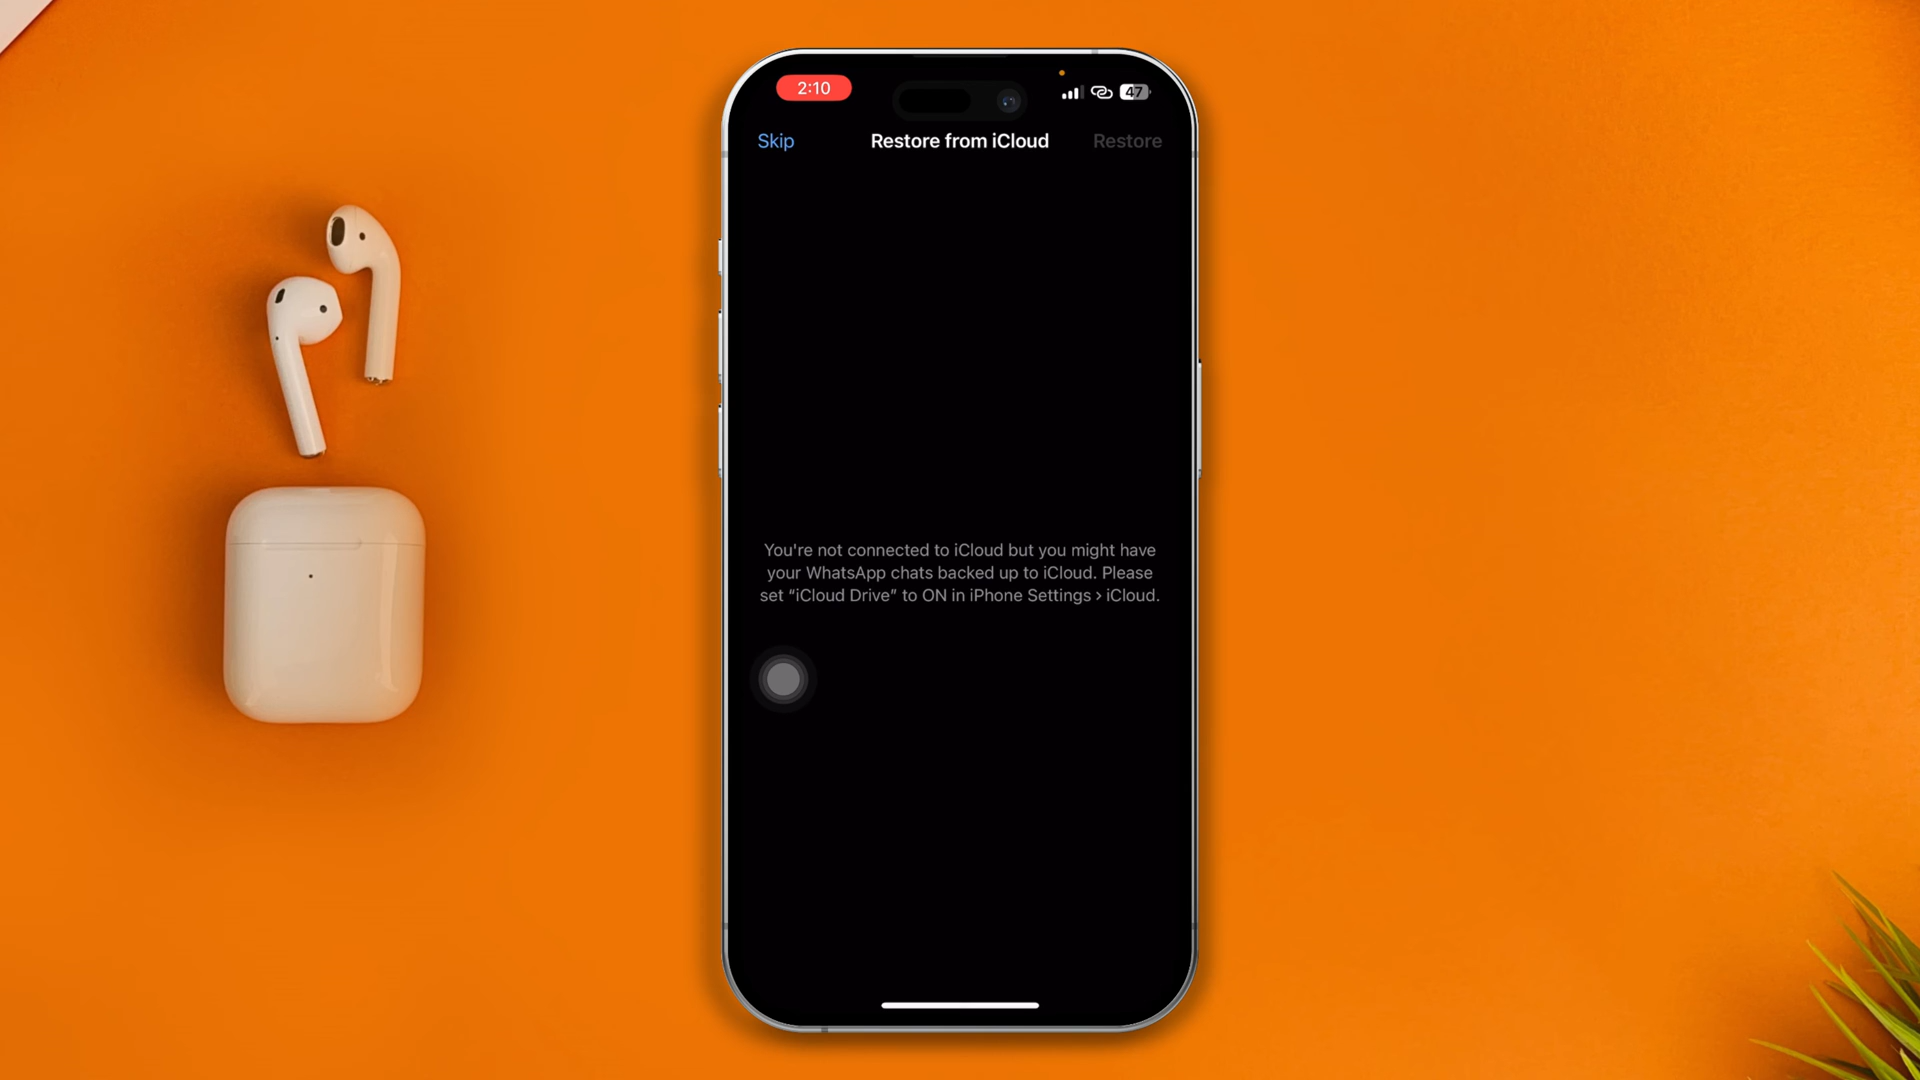 2:10
47
Skip
Restore from iCloud
Restore
You're not connected to iCloud but you might have
your WhatsApp chats backed up to iCloud. Please
set “iCloud Drive” to ON in iPhone Settings › iCloud.